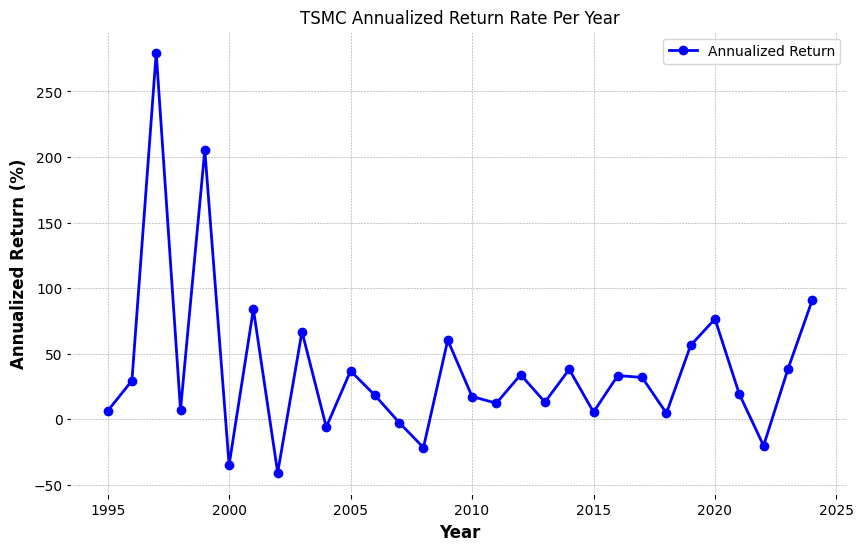 TSMC Annualized Return Rate Per Year
Annualized Return
Annualized Return (%)
250
200
150
100
50
0
−50
1995 2000 2005 2010 2015 2020 2025
Year